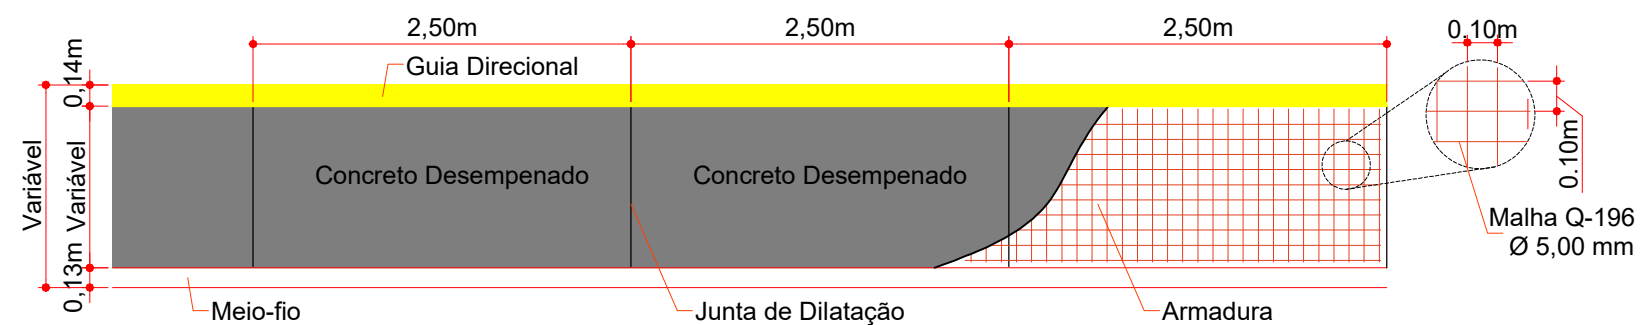 2,50m
2,50m
2,50m
0.10m
0,14m
Guia Direcional
Variável
Variável
Concreto Desempenado
Concreto Desempenado
0.10m
Malha Q-196
Ø 5,00 mm
0,13m
Meio-fio
Junta de Dilatação
Armadura